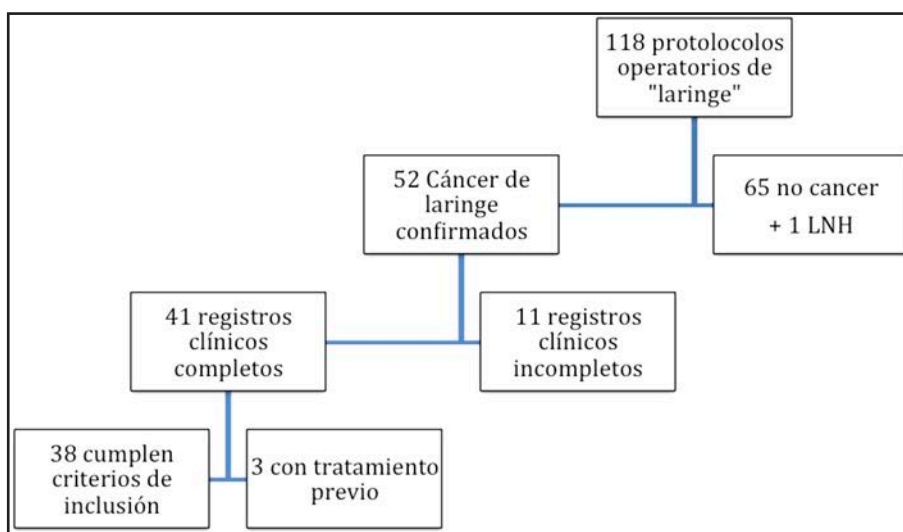 118 protolocolos
operatorios de
"laringe"
52 Cáncer de
laringe
confirmados
65 no cancer
+ 1 LNH
41 registros
clínicos
completos
11 registros
clínicos
incompletos
38 cumplen
criterios de
inclusión
3 con tratamiento
previo